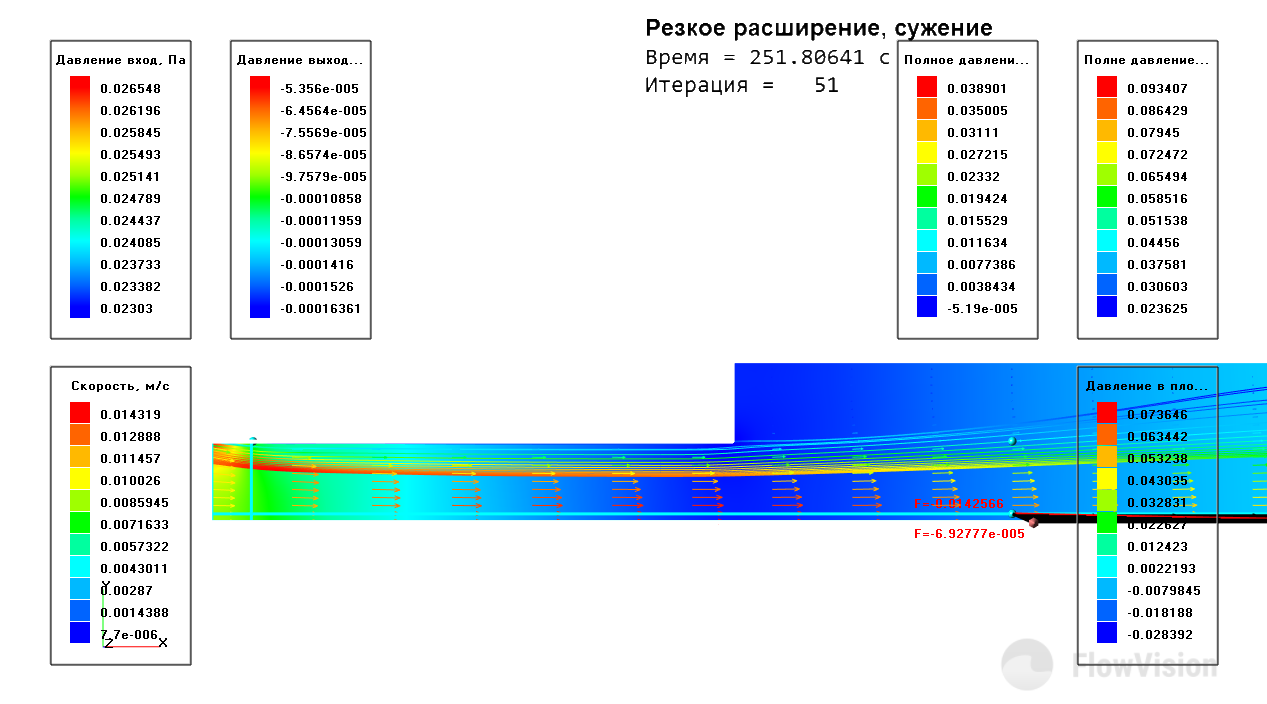 Резкое расширение, сужение
Время = 251.80641 с
Итерация = 51
Давление вход, Па
0.026548
0.026196
0.025845
0.025493
0.025141
0.024789
0.024437
0.024085
0.023733
0.023382
0.02303
Давление выход...
-5.356e-005
-6.4564e-005
-7.5569e-005
-8.6574e-005
-9.7579e-005
-0.00010858
-0.00011959
-0.00013059
-0.0001416
-0.0001526
-0.00016361
Полное давлени...
0.038901
0.035005
0.03111
0.027215
0.02332
0.019424
0.015529
0.011634
0.0077386
0.0038434
-5.19e-005
Полне давление...
0.093407
0.086429
0.07945
0.072472
0.065494
0.058516
0.051538
0.04456
0.037581
0.030603
0.023625
Скорость, м/с
0.014319
0.012888
0.011457
0.010026
0.0085945
0.0071633
0.0057322
0.0043011
0.00287
0.0014388
7.7e-006
Y
Z
X
F=-6.92777e-005
Давление в пло...
0.073646
0.063442
0.053238
0.043035
0.032831
0.022627
0.012423
0.0022193
-0.0079845
-0.018188
-0.028392
FlowVision